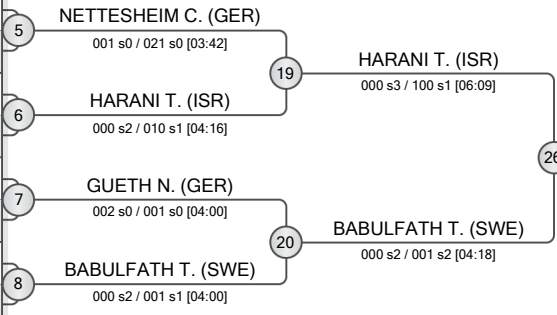 5
NETTESHEIM C. (GER)
001 s0 / 021 s0 [03:42]
19
HARANI T. (ISR)
000 s3 / 100 s1 [06:09]
6
HARANI T. (ISR)
000 s2 / 010 s1 [04:16]
26
7
GUETH N. (GER)
002 s0 / 001 s0 [04:00]
20
BABULFATH T. (SWE)
000 s2 / 001 s2 [04:18]
8
BABULFATH T. (SWE)
000 s2 / 001 s1 [04:00]